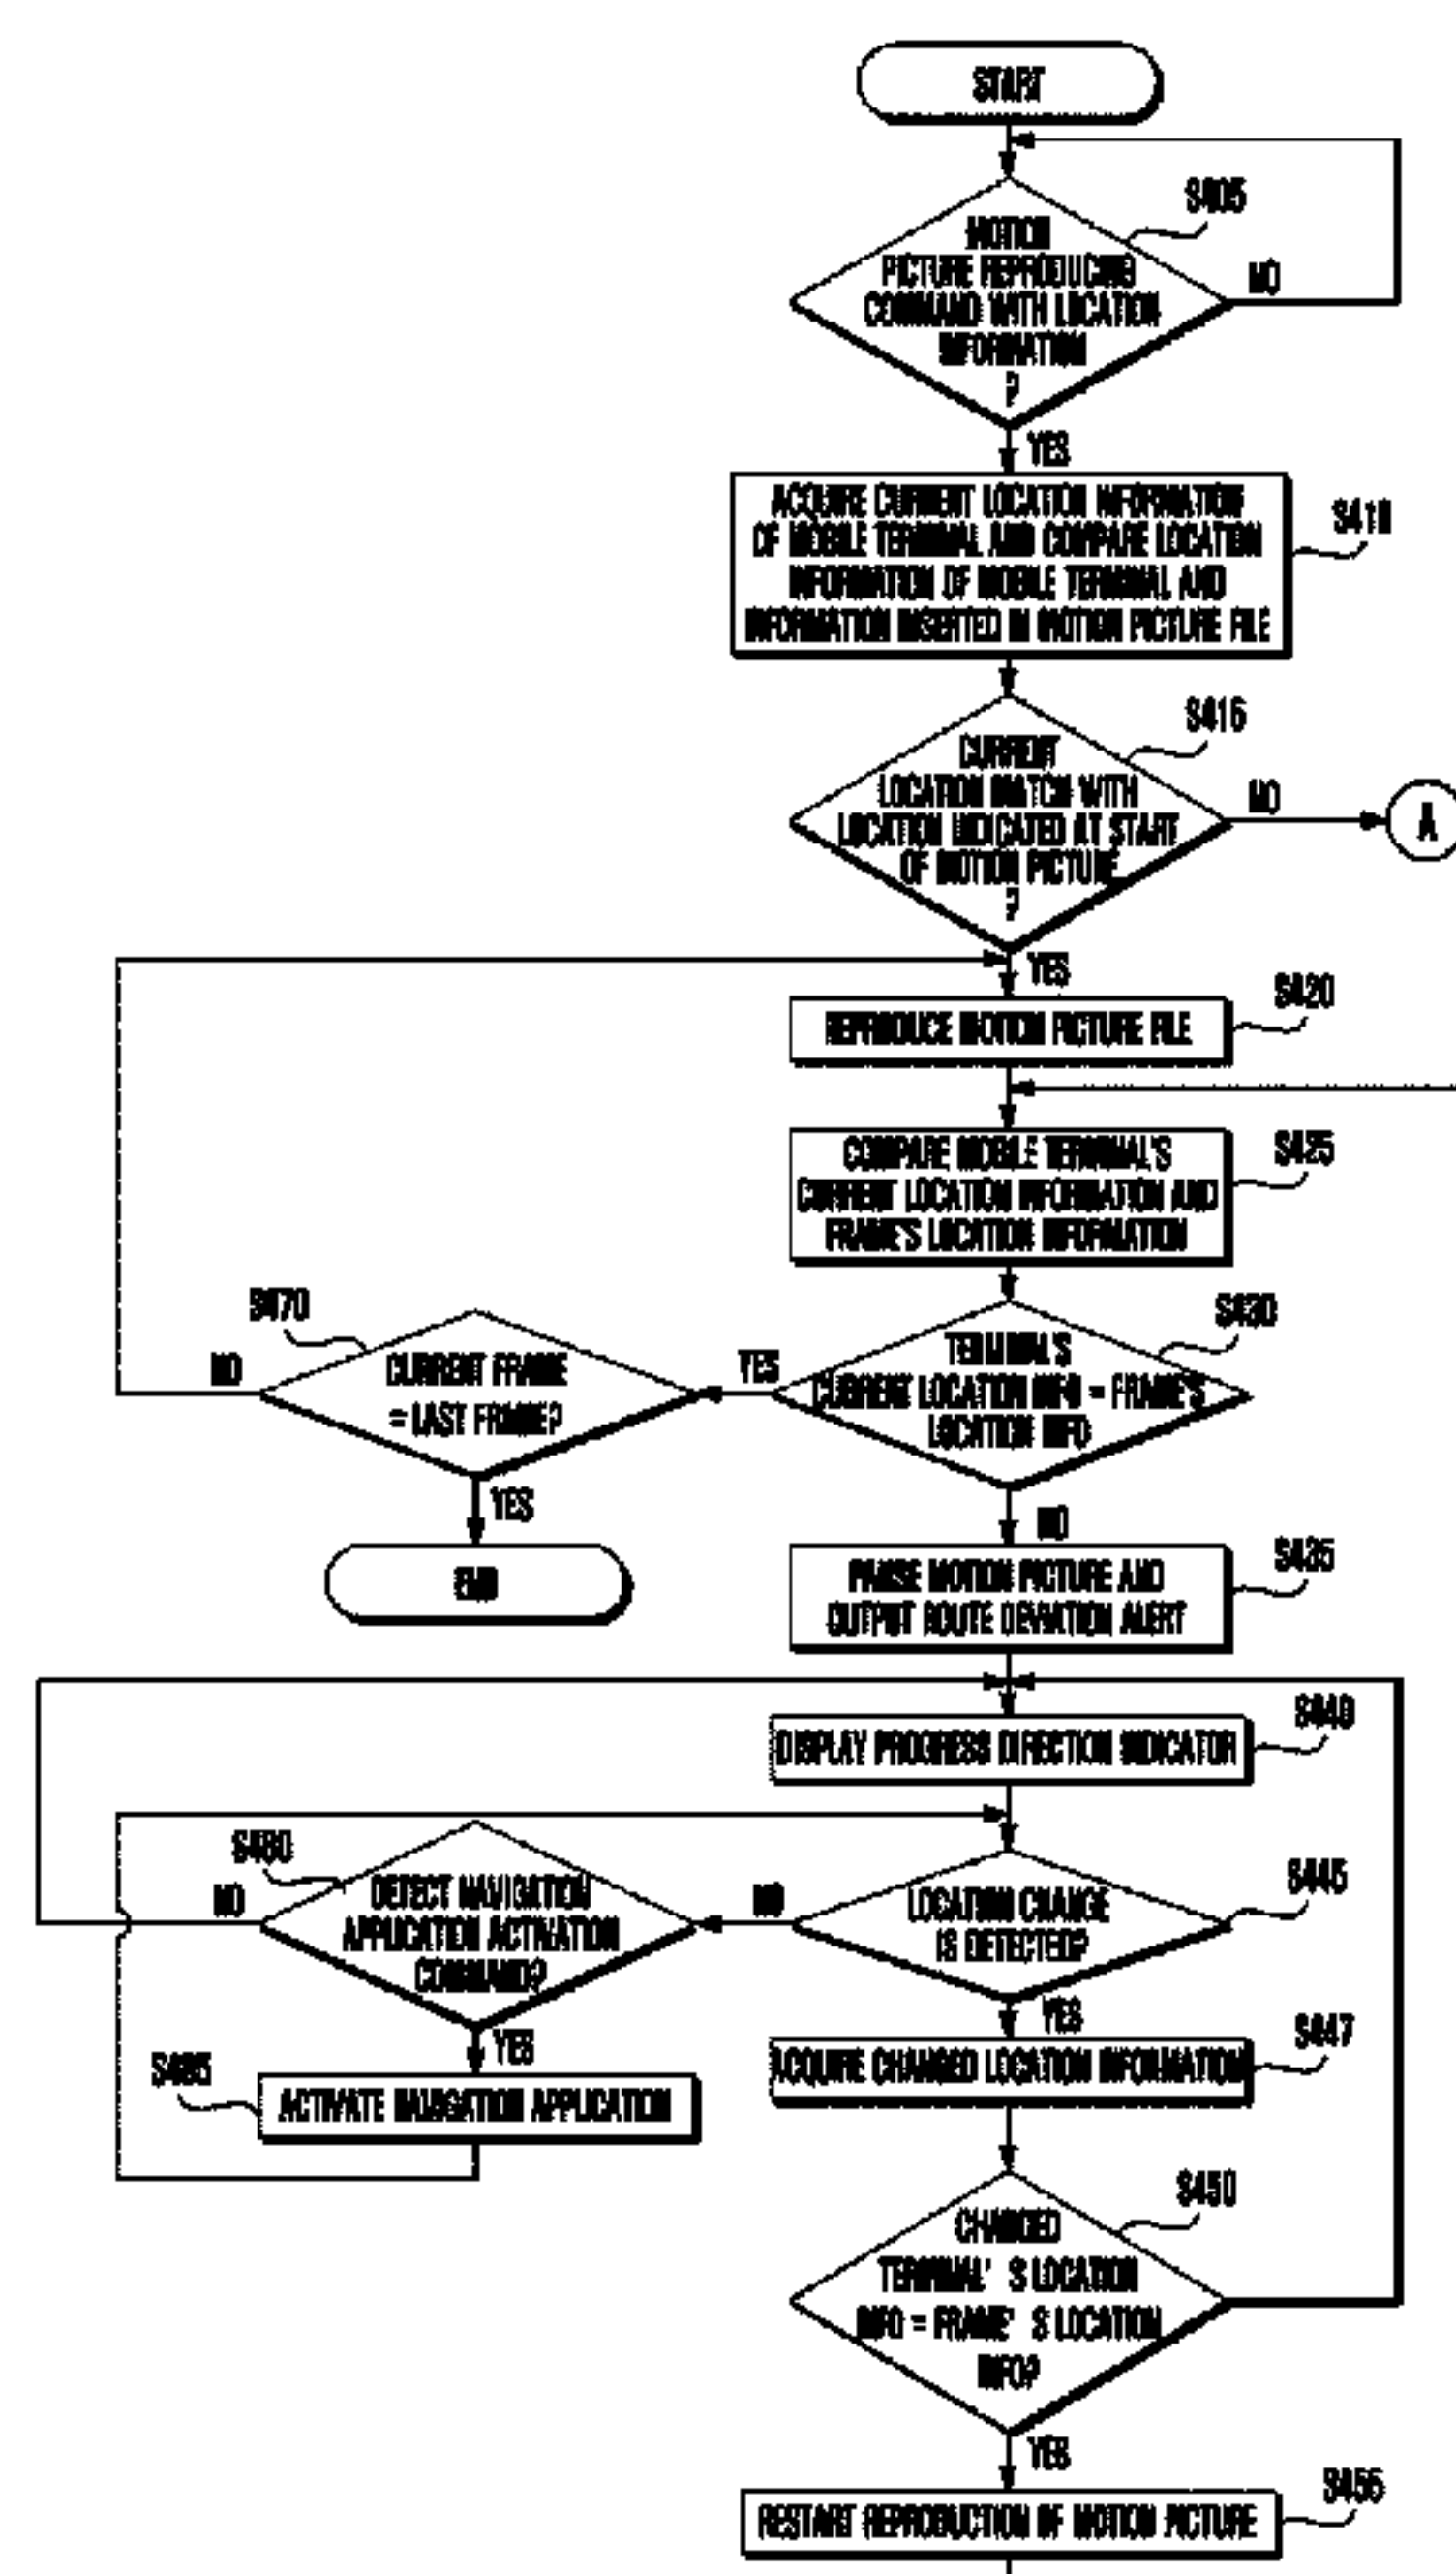 START
S405
MOTION
PICTURE REPRODUCING
COMMAND WITH LOCATION
INFORMATION
?
NO
YES
ACQUIRE CURRENT LOCATION INFORMATION
OF MOBILE TERMINAL AND COMPARE LOCATION
INFORMATION OF MOBILE TERMINAL AND
INFORMATION INSERTED IN MOTION PICTURE FILE
S410
S415
CURRENT
LOCATION MATCH WITH
LOCATION INDICATED AT START
OF MOTION PICTURE
?
NO
A
YES
REPRODUCE MOTION PICTURE FILE
S420
COMPARE MOBILE TERMINAL'S
CURRENT LOCATION INFORMATION AND
FRAME'S LOCATION INFORMATION
S425
S430
TERMINAL'S
CURRENT LOCATION INFO = FRAME'S
LOCATION INFO
YES
S470
CURRENT FRAME
= LAST FRAME?
NO
YES
END
NO
PAUSE MOTION PICTURE AND
OUTPUT ROUTE DEVIATION ALERT
S435
DISPLAY PROGRESS DIRECTION INDICATOR
S440
S445
LOCATION CHANGE
IS DETECTED?
NO
S480
DETECT NAVIGATION
APPLICATION ACTIVATION
COMMAND?
NO
YES
S485
ACTIVATE NAVIGATION APPLICATION
YES
ACQUIRE CHANGED LOCATION INFORMATION
S447
S450
CHANGED
TERMINAL' S LOCATION
INFO = FRAME' S LOCATION
INFO?
YES
RESTART REPRODUCTION OF MOTION PICTURE
S455